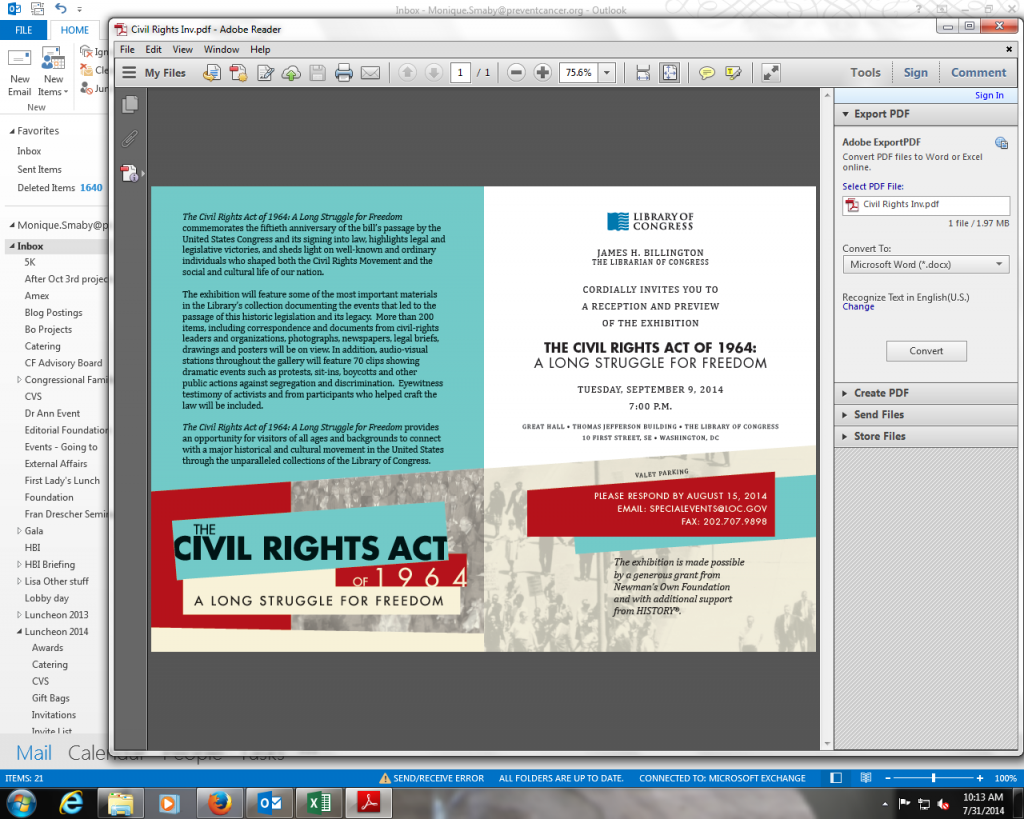 Inbox - Monique.Smaby@preventcancer.org - Outlook
FILE
HOME
New
Email
New
Items
Ign
Cle
Jun
New
Favorites
Inbox
Sent Items
Deleted Items 1640
Monique.Smaby@p
Inbox
5K
After Oct 3rd projec
Amex
Blog Postings
Bo Projects
Catering
CF Advisory Board
Congressional Fami
CVS
Dr Ann Event
Editorial Foundation
Events - Going to
External Affairs
First Lady's Lunch
Foundation
Fran Drescher Semin
Gala
HBI
HBI Briefing
Lisa Other stuff
Lobby day
Luncheon 2013
Luncheon 2014
Awards
Catering
CVS
Gift Bags
Invitations
Invite List
Mail Calendar People Tasks
Civil Rights Inv.pdf - Adobe Reader
File Edit View Window Help
My Files
1 / 1
75.6%
Tools Sign Comment
The Civil Rights Act of 1964: A Long Struggle for Freedom
commemorates the fiftieth anniversary of the bill's passage by the
United States Congress and its signing into law, highlights legal and
legislative victories, and sheds light on well-known and ordinary
individuals who shaped both the Civil Rights Movement and the
social and cultural life of our nation.
The exhibition will feature some of the most important materials
in the Library's collection documenting the events that led to the
passage of this historic legislation and its legacy. More than 200
items, including correspondence and documents from civil-rights
leaders and organizations, photographs, newspapers, legal briefs,
drawings and posters will be on view. In addition, audio-visual
stations throughout the gallery will feature 70 clips showing
dramatic events such as protests, sit-ins, boycotts and other
public actions against segregation and discrimination. Eyewitness
testimony of activists and from participants who helped craft the
law will be included.
The Civil Rights Act of 1964: A Long Struggle for Freedom provides
an opportunity for visitors of all ages and backgrounds to connect
with a major historical and cultural movement in the United States
through the unparalleled collections of the Library of Congress.
THE
CIVIL RIGHTS ACT
OF 1964
A LONG STRUGGLE FOR FREEDOM
LIBRARY OF
CONGRESS
JAMES H. BILLINGTON
THE LIBRARIAN OF CONGRESS
CORDIALLY INVITES YOU TO
A RECEPTION AND PREVIEW
OF THE EXHIBITION
THE CIVIL RIGHTS ACT OF 1964:
A LONG STRUGGLE FOR FREEDOM
TUESDAY, SEPTEMBER 9, 2014
7:00 P.M.
GREAT HALL • THOMAS JEFFERSON BUILDING • THE LIBRARY OF CONGRESS
10 FIRST STREET, SE • WASHINGTON, DC
VALET PARKING
PLEASE RESPOND BY AUGUST 15, 2014
EMAIL: SPECIALEVENTS@LOC.GOV
FAX: 202.707.9898
The exhibition is made possible
by a generous grant from
Newman's Own Foundation
and with additional support
from HISTORY®.
Sign In
Export PDF
Adobe ExportPDF
Convert PDF files to Word or Excel
online.
Select PDF File:
Civil Rights Inv.pdf
1 file / 1.97 MB
Convert To:
Microsoft Word (*.docx)
Recognize Text in English(U.S.)
Change
Convert
Create PDF
Send Files
Store Files
ITEMS: 21
SEND/RECEIVE ERROR ALL FOLDERS ARE UP TO DATE. CONNECTED TO: MICROSOFT EXCHANGE
100%
10:13 AM
7/31/2014